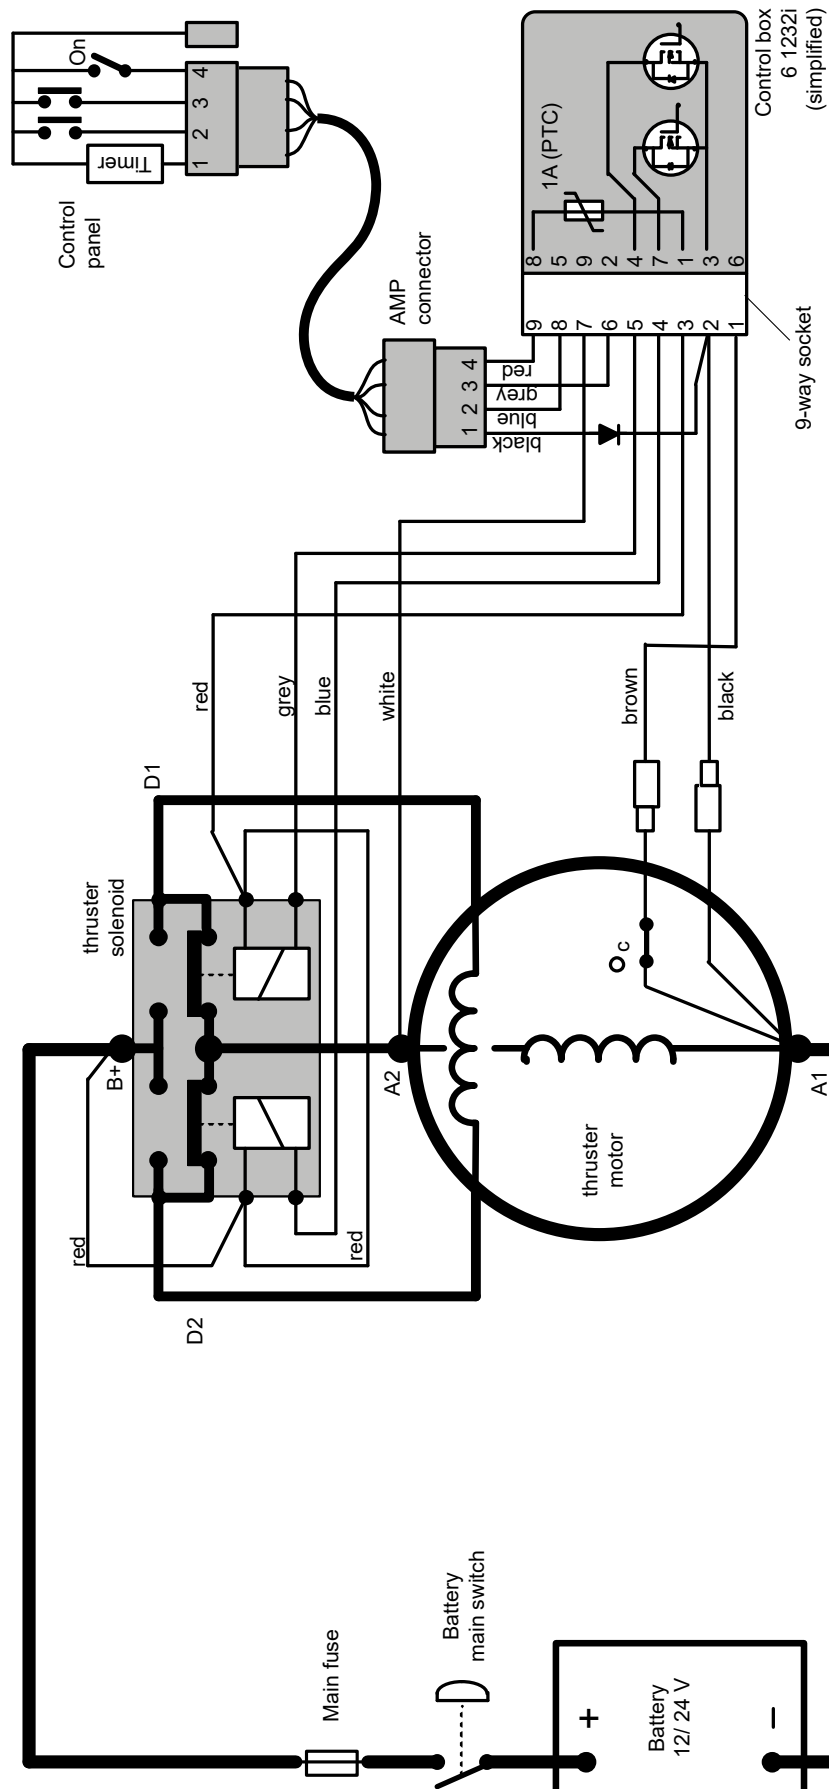 On
4
3
2
1
Timer
Control
panel
AMP
connector
1 2 3 4
red
grey
blue
black
1A (PTC)
8
5
9
2
4
7
1
3
6
9
8
7
6
5
4
3
2
1
Control box
6 1232i
(simplified)
9-way socket
red
grey
blue
white
brown
black
D1
thruster
solenoid
B+
red
red
D2
A2
c
thruster
motor
A1
Main fuse
Battery
main switch
+
Battery
12/ 24 V
–